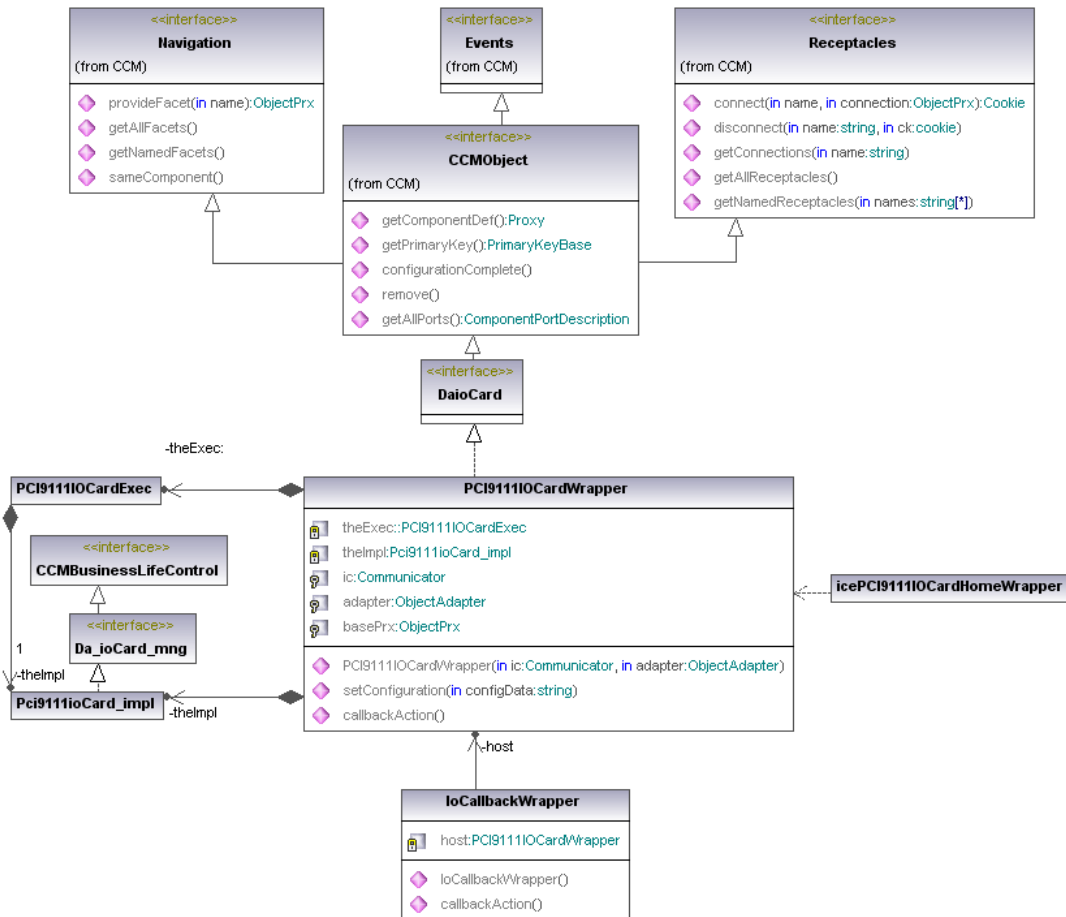 <<interface>>
Navigation
(from CCM)
provideFacet(in name):ObjectPrx
getAllFacets()
getNamedFacets()
sameComponent()
<<interface>>
Events
(from CCM)
<<interface>>
Receptacles
(from CCM)
connect(in name, in connection:ObjectPrx):Cookie
disconnect(in name:string, in ck:cookie)
getConnections(in name:string)
getAllReceptacles()
getNamedReceptacles(in names:string[*])
<<interface>>
CCMObject
(from CCM)
getComponentDef():Proxy
getPrimaryKey():PrimaryKeyBase
configurationComplete()
remove()
getAllPorts():ComponentPortDescription
<<interface>>
DaioCard
-theExec:
PCI9111IOCardExec
<<interface>>
CCMBusinessLifeControl
<<interface>>
Da_ioCard_mng
1
-theImpl
Pci9111ioCard_impl
-theImpl
PCI9111IOCardWrapper
theExec::PCI9111IOCardExec
theImpl:Pci9111ioCard_impl
ic:Communicator
adapter:ObjectAdapter
basePrx:ObjectPrx
PCI9111IOCardWrapper(in ic:Communicator, in adapter:ObjectAdapter)
setConfiguration(in configData:string)
callbackAction()
icePCI9111IOCardHomeWrapper
-host
IoCallbackWrapper
host:PCI9111IOCardWrapper
IoCallbackWrapper()
callbackAction()